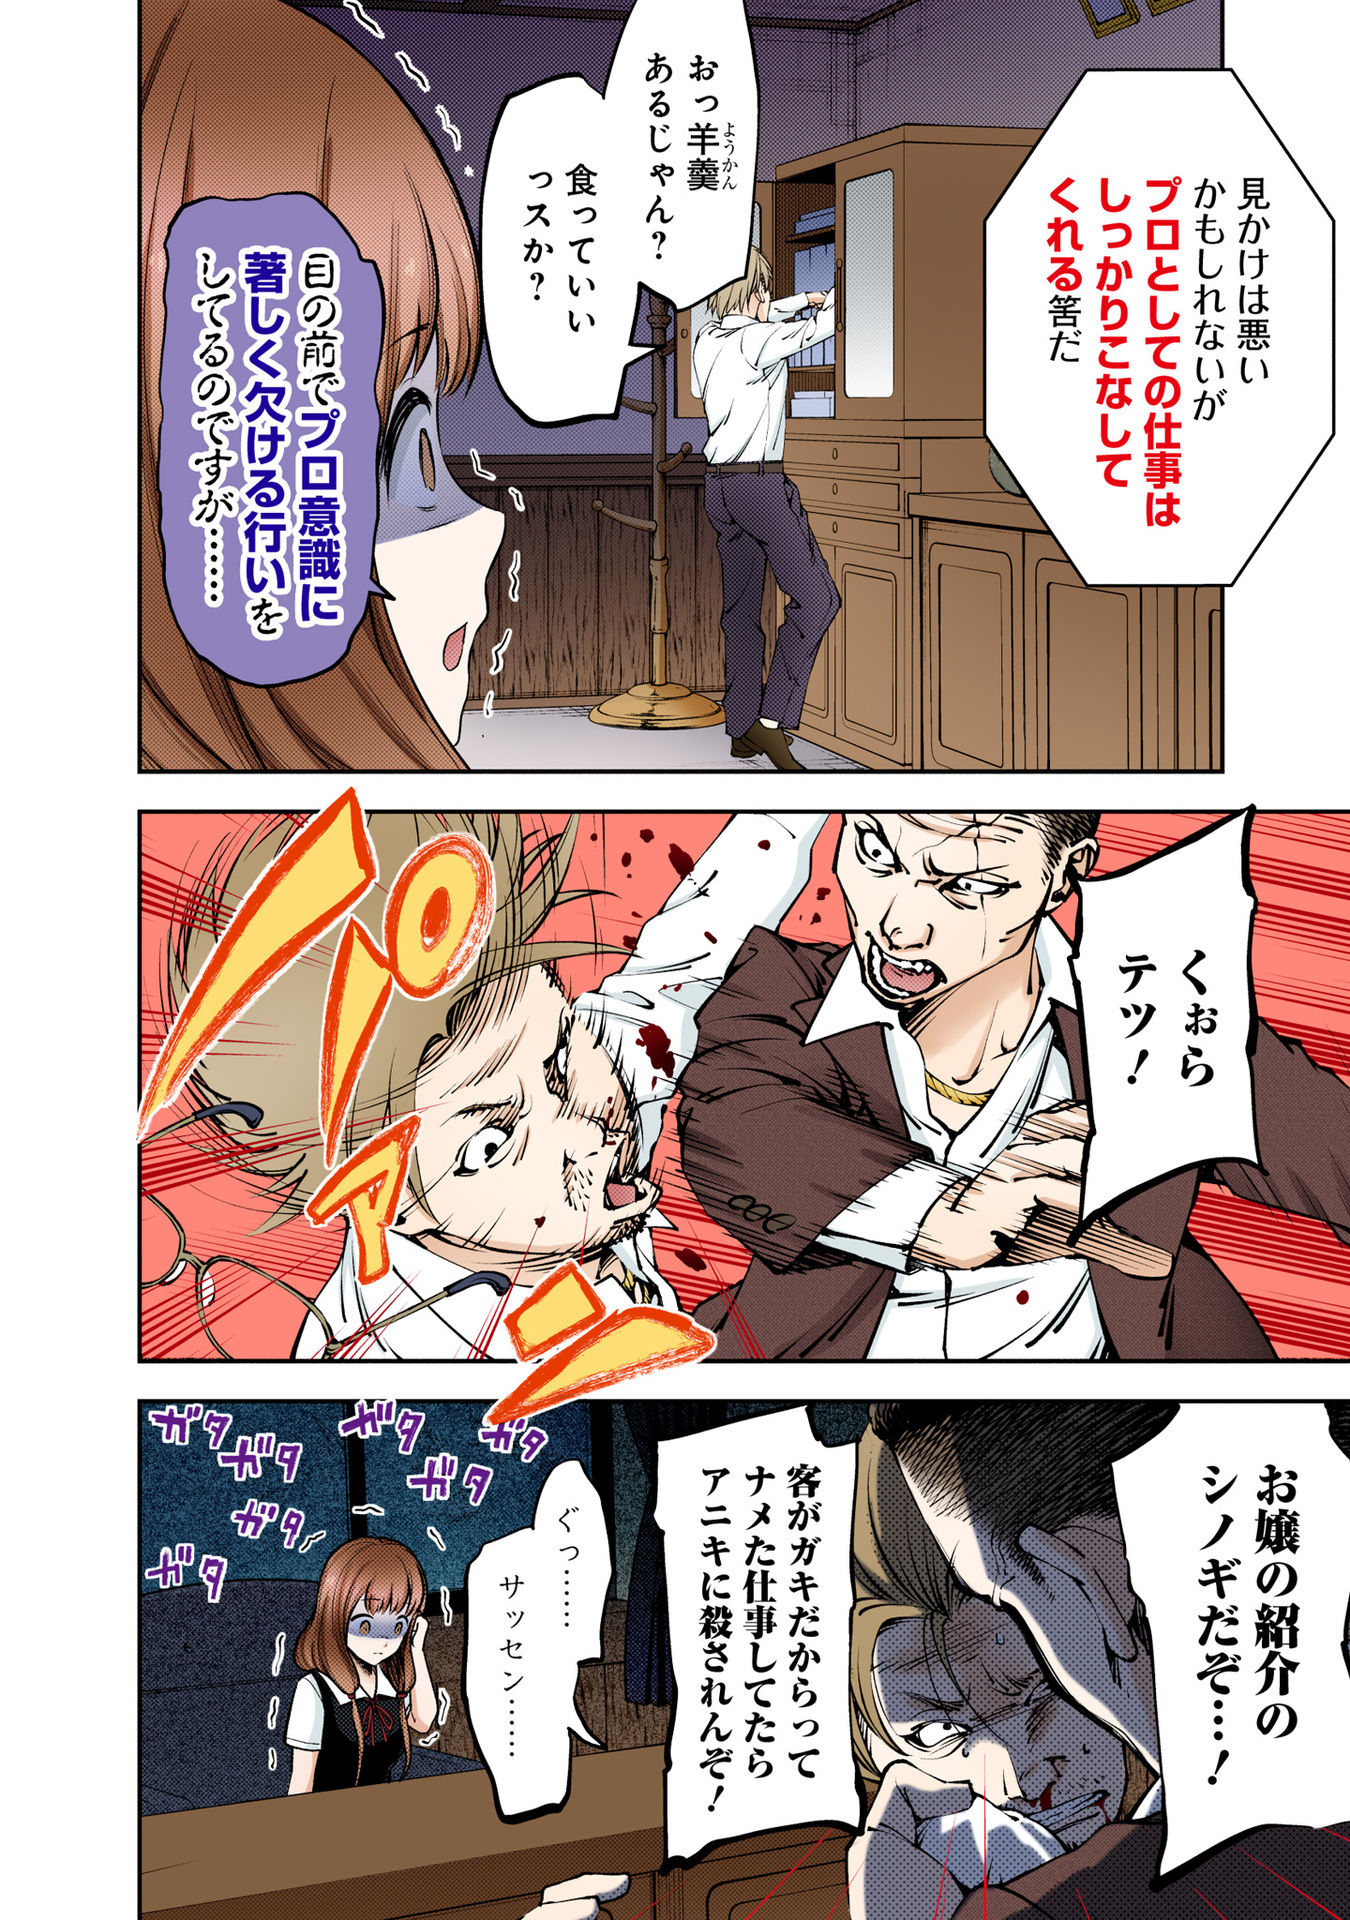 見かけは悪い
かもしれないが
プロとしての仕事は
しっかりこなして
くれる筈だ
おっ羊羹
ようかん
あるじゃん?
食っていい
っスか?
目の前でプロ意識に
著しく欠ける行いを
してるのですが……
くぉら
テツ!
パァン
お嬢の紹介の
シノギだぞ…!
客がガキだからって
ナメた仕事してたら
アニキに殺されんぞ!
ぐっ……
サッセン……
ガタ
ガタ
ガタ
ガタ
ガタ
ガタ
ガタ